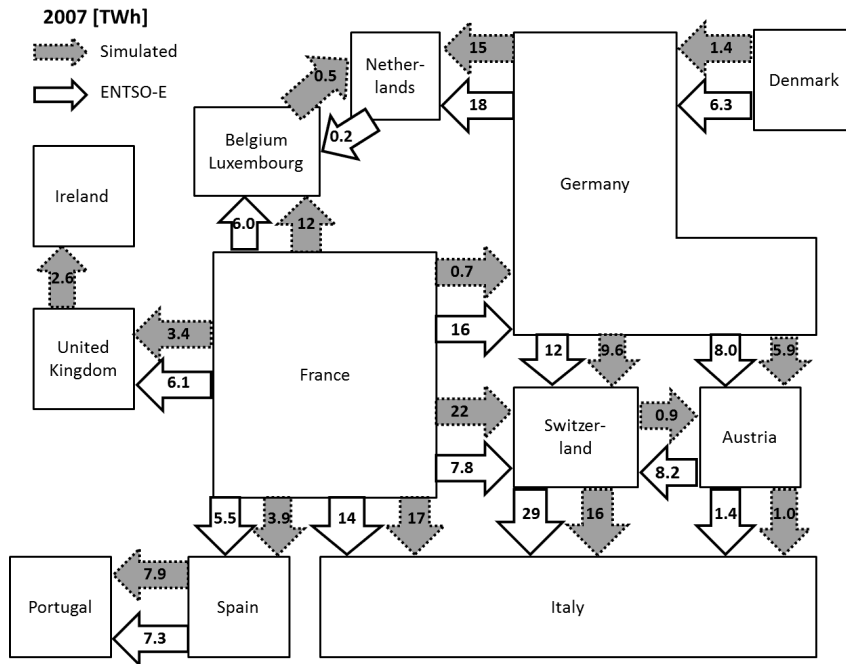 2007 [TWh]
Simulated
ENTSO-E
Nether-
lands
15
18
1.4
6.3
Denmark
0.5
0.2
Belgium
Luxembourg
Germany
Ireland
6.0
12
2.6
0.7
16
United
Kingdom
3.4
6.1
France
12
9.6
8.0
5.9
22
7.8
Switzer-
land
0.9
8.2
Austria
5.5
3.9
14
17
29
16
1.4
1.0
Portugal
7.9
7.3
Spain
Italy